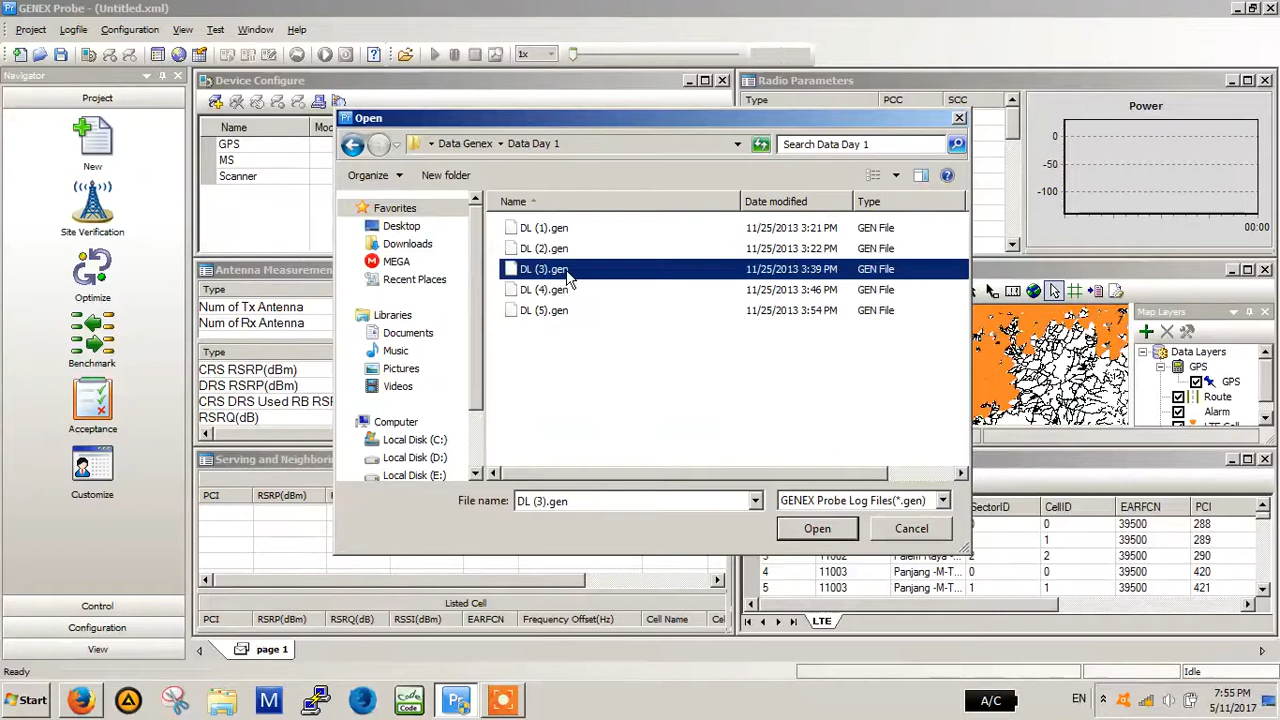 GENEX Probe - (Untitled.xml)
Project Logfile Configuration View Test Window Help
1x
Navigator
Project
New
Site Verification
Optimize
Benchmark
Acceptance
Customize
Control
Configuration
View
Device Configure
Name
GPS
MS
Scanner
Antenna Measurement
Type
Num of Tx Antenna
Num of Rx Antenna
Type
CRS RSRP(dBm)
DRS RSRP(dBm)
CRS DRS Used RB RSR
RSRQ(dB)
Serving and Neighborin
PCI RSRP(dBm)
Listed Cell
PCI RSRP(dBm) RSRQ(dB) RSSI(dBm) EARFCN Frequency Offset(Hz) Cell Name
page 1
Open
Data Genex Data Day 1
Search Data Day 1
Organize New folder
Favorites
Desktop
Downloads
MEGA
Recent Places
Libraries
Documents
Music
Pictures
Videos
Computer
Local Disk (C:)
Local Disk (D:)
Local Disk (E:)
Name Date modified Type
DL (1).gen 11/25/2013 3:21 PM GEN File
DL (2).gen 11/25/2013 3:22 PM GEN File
DL (3).gen 11/25/2013 3:39 PM GEN File
DL (4).gen 11/25/2013 3:46 PM GEN File
DL (5).gen 11/25/2013 3:54 PM GEN File
File name: DL (3).gen GENEX Probe Log Files(*.gen)
Open Cancel
Radio Parameters
Type PCC SCC
Power
0
-50
-100
00:00
Map Layers
Data Layers
GPS
GPS
Route
Alarm
SectorID CellID EARFCN PCI
0 39500 288
1 39500 289
2 39500 290
4 11003 Panjang -M-T... 0 0 39500 420
5 11003 Panjang -M-T... 1 1 39500 421
LTE
Ready
Idle
Start
A/C
EN
7:55 PM
5/11/2017